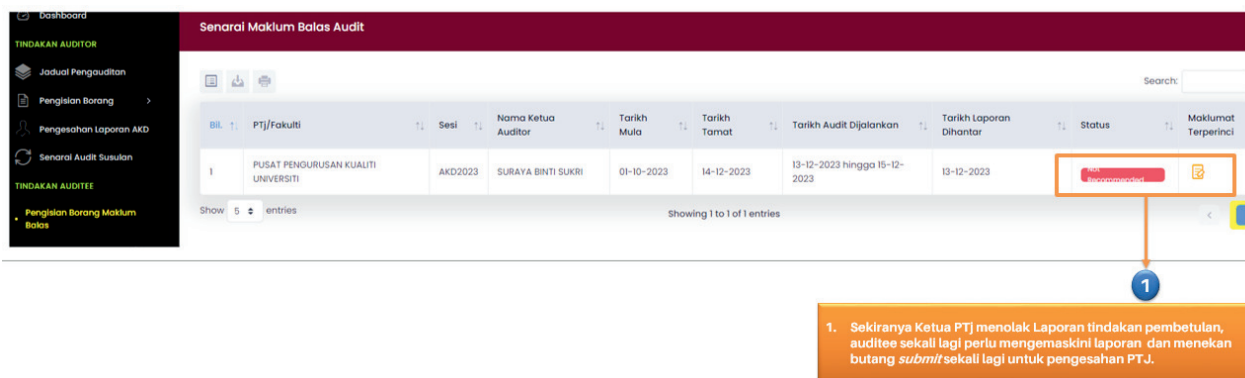 Dashboard
Senarai Maklum Balas Audit
TINDAKAN AUDITOR
Jadual Pengauditan
Pengisian Borang >
Pengesahan Laporan AKD
Senarai Audit Susulan
TINDAKAN AUDITEE
Pengisian Borang Maklum
Balas
Search:
Bil. PTj/Fakulti Sesi Nama Ketua Auditor Tarikh Mula Tarikh Tamat Tarikh Audit Dijalankan Tarikh Laporan Dihantar Status Maklumat Terperinci
1 PUSAT PENGURUSAN KUALITI UNIVERSITI AKD2023 SURAYA BINTI SUKRI 01-10-2023 14-12-2023 13-12-2023 hingga 15-12-2023 13-12-2023 Not Recommended
Show 5 entries
Showing 1 to 1 of 1 entries
<
1
1. Sekiranya Ketua PTj menolak Laporan tindakan pembetulan,
auditee sekali lagi perlu mengemaskini laporan dan menekan
butang submit sekali lagi untuk pengesahan PTJ.